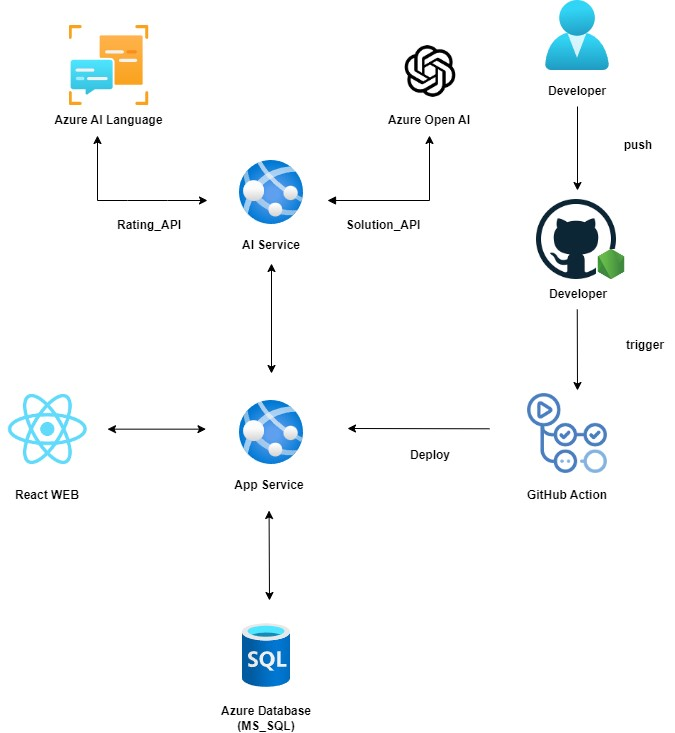 Azure AI Language
Azure Open AI
Developer
push
Rating_API
Solution_API
AI Service
Developer
trigger
React WEB
App Service
Deploy
GitHub Action
SQL
Azure Database
(MS_SQL)